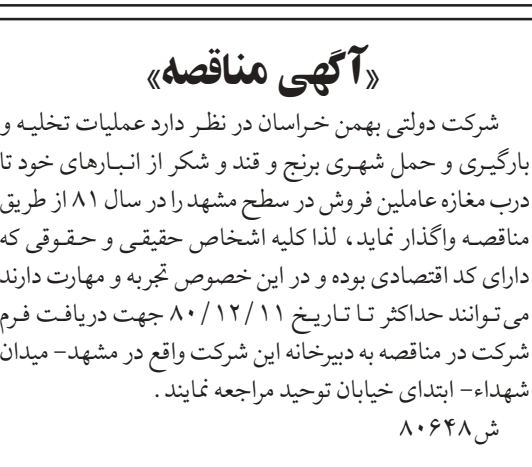 «آگهی مناقصه»
شرکت دولتی بهمن خراسان در نظر دارد عملیات تخلیه و
بارگیری و حمل شهری برنج و قند و شکر از انبارهای خود تا
درب مغازه عاملین فروش در سطح مشهد را در سال ۸۱ از طریق
مناقصه واگذار نماید، لذا کلیه اشخاص حقیقی و حقوقی که
دارای کد اقتصادی بوده و در این خصوص تجربه و مهارت دارند
می توانند حداکثر تا تاریخ ۸۰/۱۲/۱۱ جهت دریافت فرم
شرکت در مناقصه به دبیرخانه این شرکت واقع در مشهد- میدان
شهداء- ابتدای خیابان توحید مراجعه نمایند.
ش۸۰۶۴۸